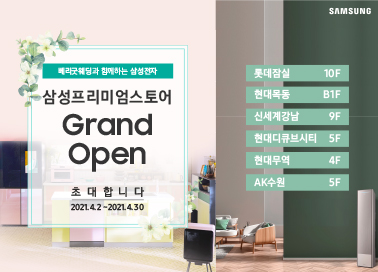 SAMSUNG
베리굿웨딩과 함께하는 삼성전자
삼성프리미엄스토어
Grand
Open
초대합니다
2021.4.2 ~2021.4.30
롯데잠실 10F
현대목동 B1F
신세계강남 9F
현대디큐브시티 5F
현대무역 4F
AK수원 5F